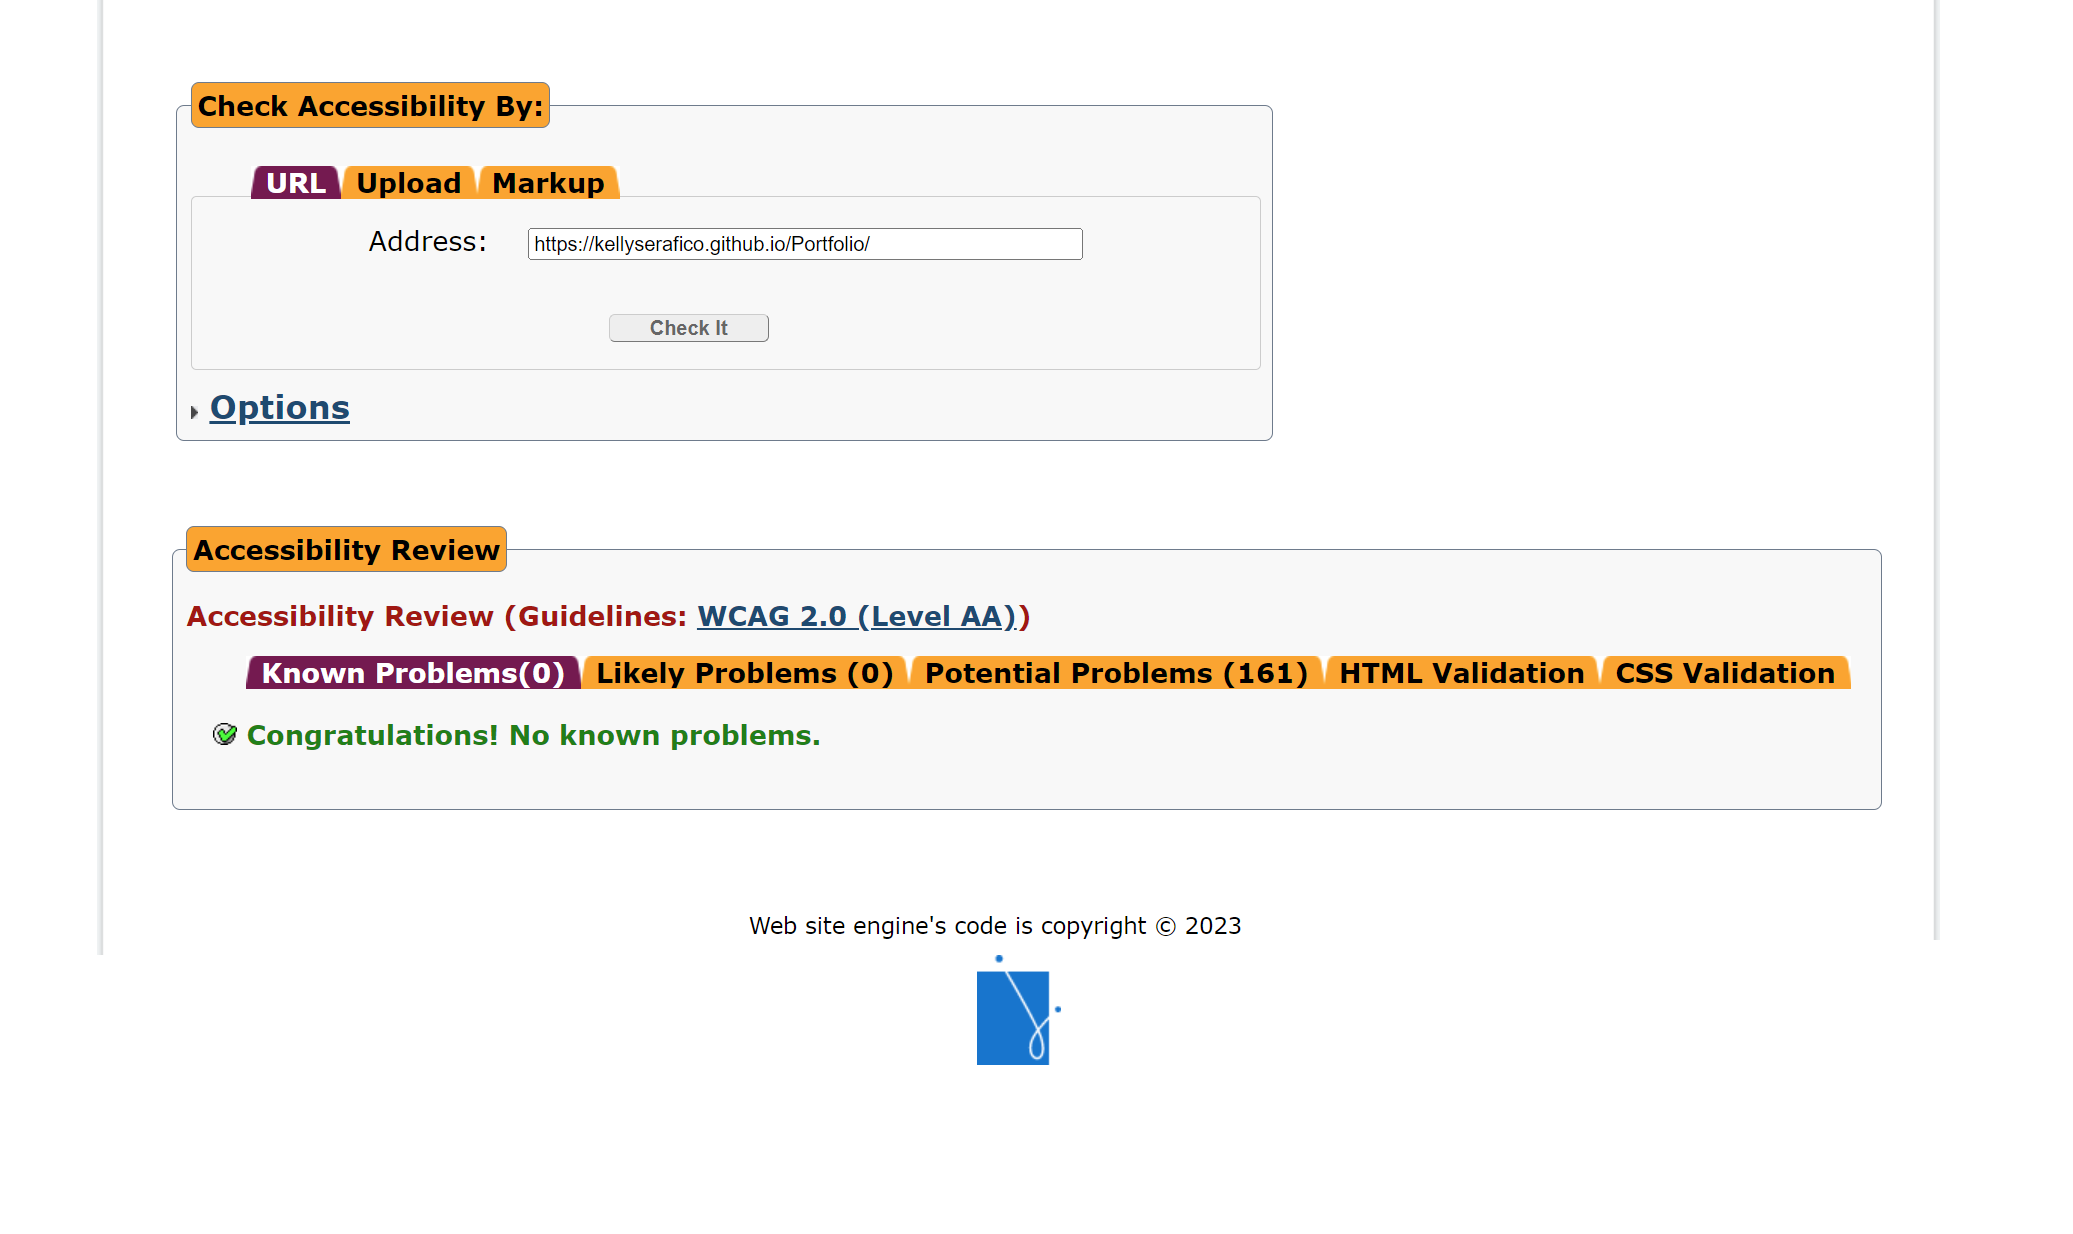 Check Accessibility By:
URL Upload Markup
Address: https://kellyserafico.github.io/Portfolio/
Check It
Options
Accessibility Review
Accessibility Review (Guidelines: WCAG 2.0 (Level AA))
Known Problems(0) Likely Problems (0) Potential Problems (161) HTML Validation CSS Validation
Congratulations! No known problems.
Web site engine's code is copyright © 2023